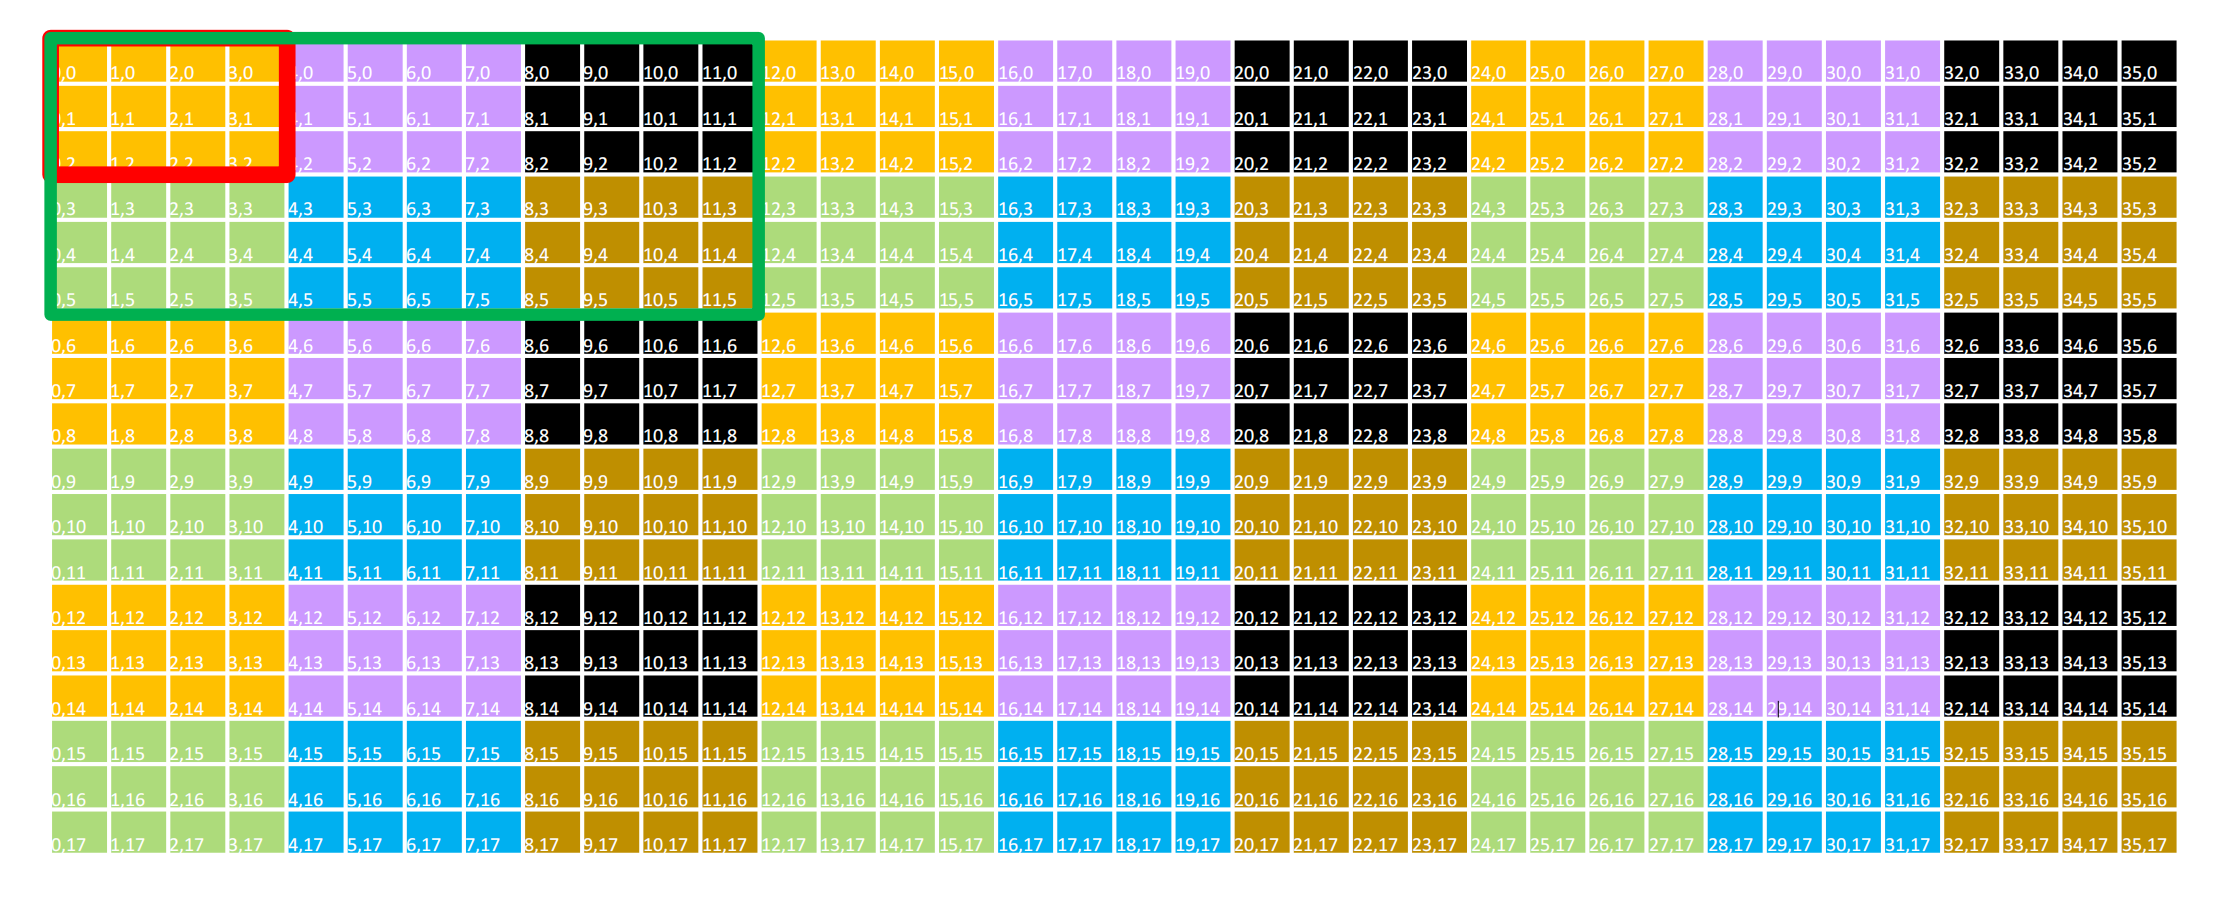 ,0 1,0 2,0 3,0 ,0 5,0 6,0 7,0 8,0 9,0 10,0 11,0 12,0 13,0 14,0 15,0 16,0 17,0 18,0 19,0 20,0 21,0 22,0 23,0 24,0 25,0 26,0 27,0 28,0 29,0 30,0 31,0 32,0 33,0 34,0 35,0
,1 1,1 2,1 3,1 ,1 5,1 6,1 7,1 8,1 9,1 10,1 11,1 12,1 13,1 14,1 15,1 16,1 17,1 18,1 19,1 20,1 21,1 22,1 23,1 24,1 25,1 26,1 27,1 28,1 29,1 30,1 31,1 32,1 33,1 34,1 35,1
0,2 1,2 2,2 3,2 ,2 5,2 6,2 7,2 8,2 9,2 10,2 11,2 12,2 13,2 14,2 15,2 16,2 17,2 18,2 19,2 20,2 21,2 22,2 23,2 24,2 25,2 26,2 27,2 28,2 29,2 30,2 31,2 32,2 33,2 34,2 35,2
0,3 1,3 2,3 3,3 4,3 5,3 6,3 7,3 8,3 9,3 10,3 11,3 12,3 13,3 14,3 15,3 16,3 17,3 18,3 19,3 20,3 21,3 22,3 23,3 24,3 25,3 26,3 27,3 28,3 29,3 30,3 31,3 32,3 33,3 34,3 35,3
0,4 1,4 2,4 3,4 4,4 5,4 6,4 7,4 8,4 9,4 10,4 11,4 12,4 13,4 14,4 15,4 16,4 17,4 18,4 19,4 20,4 21,4 22,4 23,4 24,4 25,4 26,4 27,4 28,4 29,4 30,4 31,4 32,4 33,4 34,4 35,4
0,5 1,5 2,5 3,5 4,5 5,5 6,5 7,5 8,5 9,5 10,5 11,5 12,5 13,5 14,5 15,5 16,5 17,5 18,5 19,5 20,5 21,5 22,5 23,5 24,5 25,5 26,5 27,5 28,5 29,5 30,5 31,5 32,5 33,5 34,5 35,5
0,6 1,6 2,6 3,6 4,6 5,6 6,6 7,6 8,6 9,6 10,6 11,6 12,6 13,6 14,6 15,6 16,6 17,6 18,6 19,6 20,6 21,6 22,6 23,6 24,6 25,6 26,6 27,6 28,6 29,6 30,6 31,6 32,6 33,6 34,6 35,6
0,7 1,7 2,7 3,7 4,7 5,7 6,7 7,7 8,7 9,7 10,7 11,7 12,7 13,7 14,7 15,7 16,7 17,7 18,7 19,7 20,7 21,7 22,7 23,7 24,7 25,7 26,7 27,7 28,7 29,7 30,7 31,7 32,7 33,7 34,7 35,7
0,8 1,8 2,8 3,8 4,8 5,8 6,8 7,8 8,8 9,8 10,8 11,8 12,8 13,8 14,8 15,8 16,8 17,8 18,8 19,8 20,8 21,8 22,8 23,8 24,8 25,8 26,8 27,8 28,8 29,8 30,8 31,8 32,8 33,8 34,8 35,8
0,9 1,9 2,9 3,9 4,9 5,9 6,9 7,9 8,9 9,9 10,9 11,9 12,9 13,9 14,9 15,9 16,9 17,9 18,9 19,9 20,9 21,9 22,9 23,9 24,9 25,9 26,9 27,9 28,9 29,9 30,9 31,9 32,9 33,9 34,9 35,9
0,10 1,10 2,10 3,10 4,10 5,10 6,10 7,10 8,10 9,10 10,10 11,10 12,10 13,10 14,10 15,10 16,10 17,10 18,10 19,10 20,10 21,10 22,10 23,10 24,10 25,10 26,10 27,10 28,10 29,10 30,10 31,10 32,10 33,10 34,10 35,10
0,11 1,11 2,11 3,11 4,11 5,11 6,11 7,11 8,11 9,11 10,11 11,11 12,11 13,11 14,11 15,11 16,11 17,11 18,11 19,11 20,11 21,11 22,11 23,11 24,11 25,11 26,11 27,11 28,11 29,11 30,11 31,11 32,11 33,11 34,11 35,11
0,12 1,12 2,12 3,12 4,12 5,12 6,12 7,12 8,12 9,12 10,12 11,12 12,12 13,12 14,12 15,12 16,12 17,12 18,12 19,12 20,12 21,12 22,12 23,12 24,12 25,12 26,12 27,12 28,12 29,12 30,12 31,12 32,12 33,12 34,12 35,12
0,13 1,13 2,13 3,13 4,13 5,13 6,13 7,13 8,13 9,13 10,13 11,13 12,13 13,13 14,13 15,13 16,13 17,13 18,13 19,13 20,13 21,13 22,13 23,13 24,13 25,13 26,13 27,13 28,13 29,13 30,13 31,13 32,13 33,13 34,13 35,13
0,14 1,14 2,14 3,14 4,14 5,14 6,14 7,14 8,14 9,14 10,14 11,14 12,14 13,14 14,14 15,14 16,14 17,14 18,14 19,14 20,14 21,14 22,14 23,14 24,14 25,14 26,14 27,14 28,14 29,14 30,14 31,14 32,14 33,14 34,14 35,14
0,15 1,15 2,15 3,15 4,15 5,15 6,15 7,15 8,15 9,15 10,15 11,15 12,15 13,15 14,15 15,15 16,15 17,15 18,15 19,15 20,15 21,15 22,15 23,15 24,15 25,15 26,15 27,15 28,15 29,15 30,15 31,15 32,15 33,15 34,15 35,15
0,16 1,16 2,16 3,16 4,16 5,16 6,16 7,16 8,16 9,16 10,16 11,16 12,16 13,16 14,16 15,16 16,16 17,16 18,16 19,16 20,16 21,16 22,16 23,16 24,16 25,16 26,16 27,16 28,16 29,16 30,16 31,16 32,16 33,16 34,16 35,16
0,17 1,17 2,17 3,17 4,17 5,17 6,17 7,17 8,17 9,17 10,17 11,17 12,17 13,17 14,17 15,17 16,17 17,17 18,17 19,17 20,17 21,17 22,17 23,17 24,17 25,17 26,17 27,17 28,17 29,17 30,17 31,17 32,17 33,17 34,17 35,17